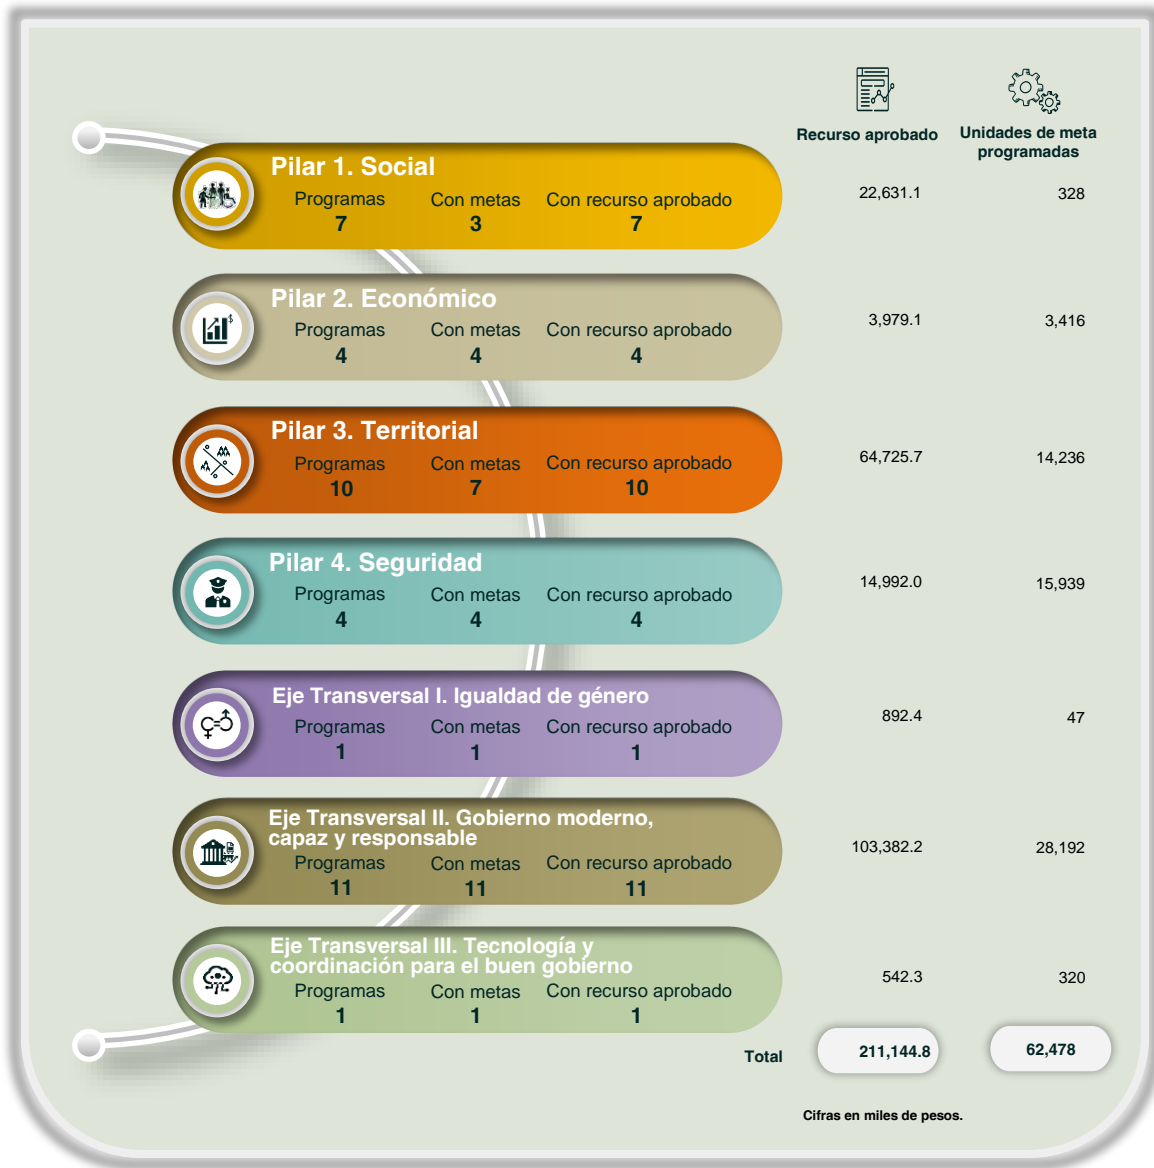 Recurso aprobado
Unidades de meta
programadas
Pilar 1. Social
Programas Con metas Con recurso aprobado
7 3 7
22,631.1 328
Pilar 2. Económico
Programas Con metas Con recurso aprobado
4 4 4
3,979.1 3,416
Pilar 3. Territorial
Programas Con metas Con recurso aprobado
10 7 10
64,725.7 14,236
Pilar 4. Seguridad
Programas Con metas Con recurso aprobado
4 4 4
14,992.0 15,939
Eje Transversal I. Igualdad de género
Programas Con metas Con recurso aprobado
1 1 1
892.4 47
Eje Transversal II. Gobierno moderno,
capaz y responsable
Programas Con metas Con recurso aprobado
11 11 11
103,382.2 28,192
Eje Transversal III. Tecnología y
coordinación para el buen gobierno
Programas Con metas Con recurso aprobado
1 1 1
542.3 320
Total 211,144.8 62,478
Cifras en miles de pesos.